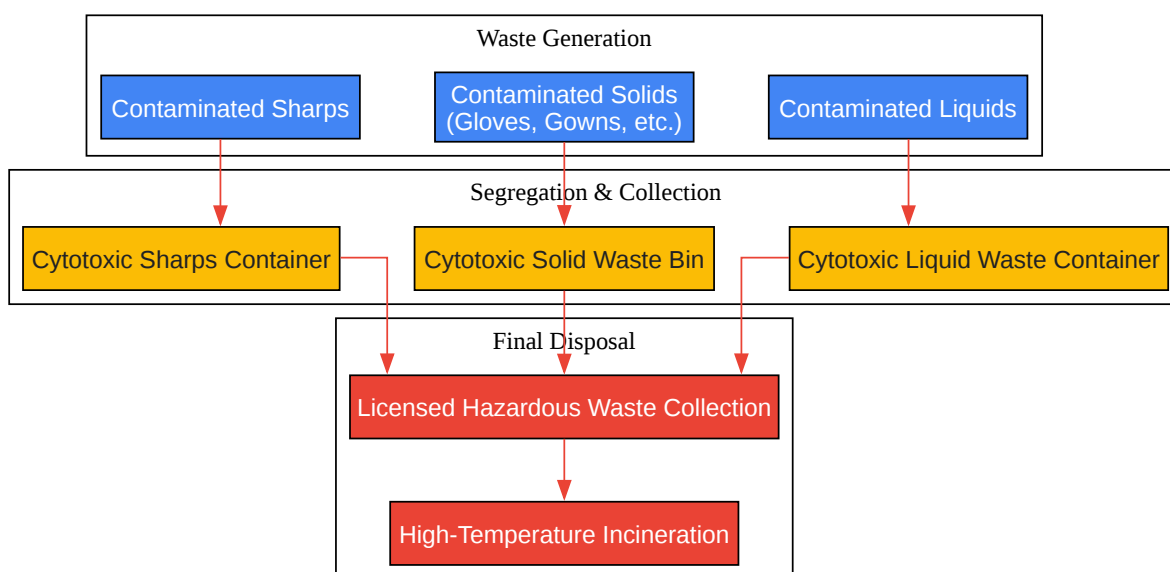 Waste Generation
Contaminated Sharps
Contaminated Solids
(Gloves, Gowns, etc.)
Contaminated Liquids
Segregation & Collection
Cytotoxic Sharps Container
Cytotoxic Solid Waste Bin
Cytotoxic Liquid Waste Container
Final Disposal
Licensed Hazardous Waste Collection
High-Temperature Incineration